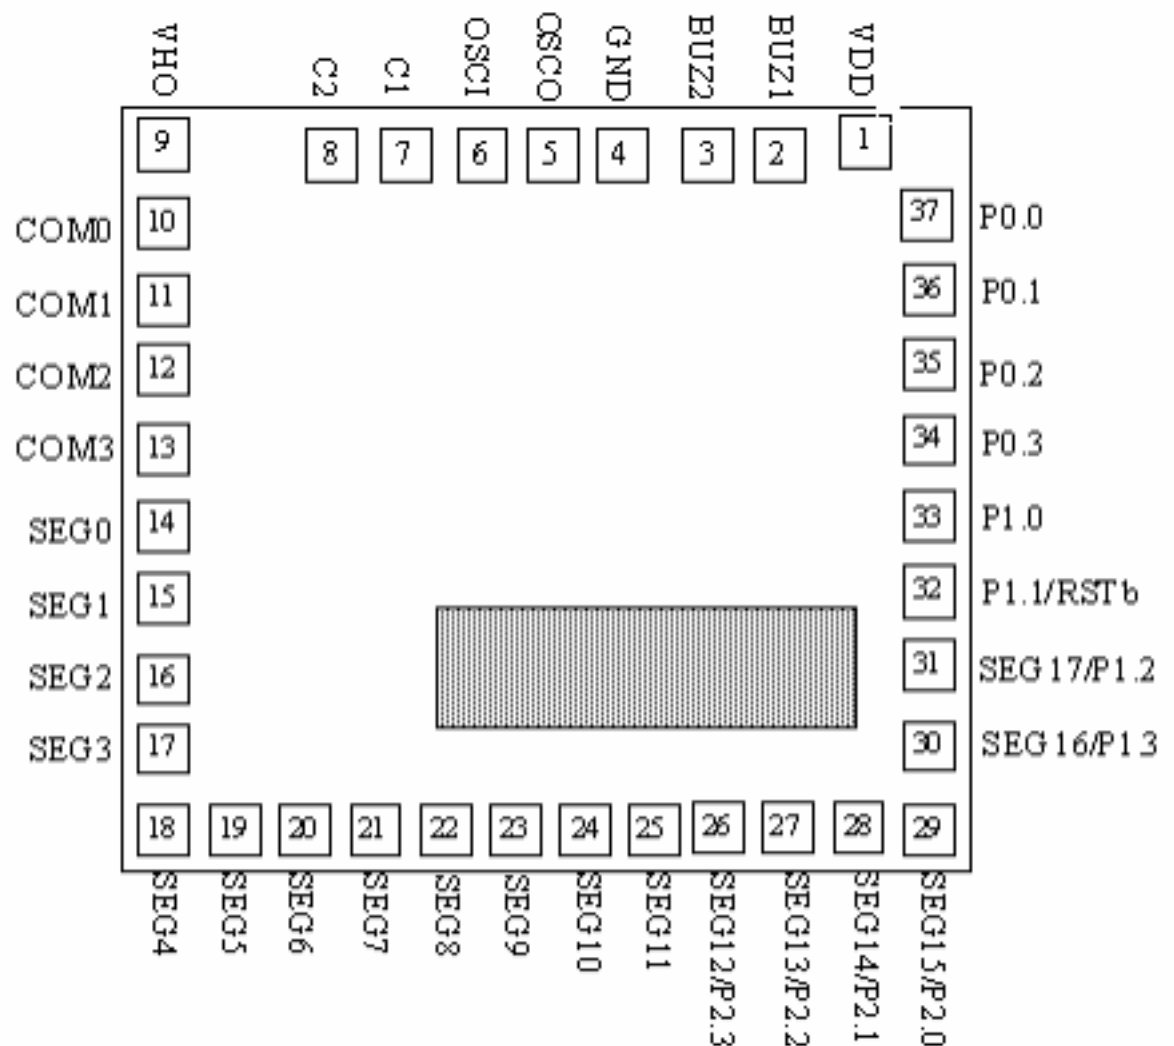 VHO
C2
C1
OSCI
OSCO
GND
BUZ2
BUZ1
VDD
9
8
7
6
5
4
3
2
1
37
P0.0
COM0
10
36
P0.1
COM1
11
35
P0.2
COM2
12
34
P0.3
COM3
13
33
P1.0
SEG0
14
32
P1.1/RSTb
SEG1
15
31
SEG17/P1.2
SEG2
16
30
SEG16/P1.3
SEG3
17
18
19
20
21
22
23
24
25
26
27
28
29
SEG4
SEG5
SEG6
SEG7
SEG8
SEG9
SEG10
SEG11
SEG12/P2.3
SEG13/P2.2
SEG14/P2.1
SEG15/P2.0